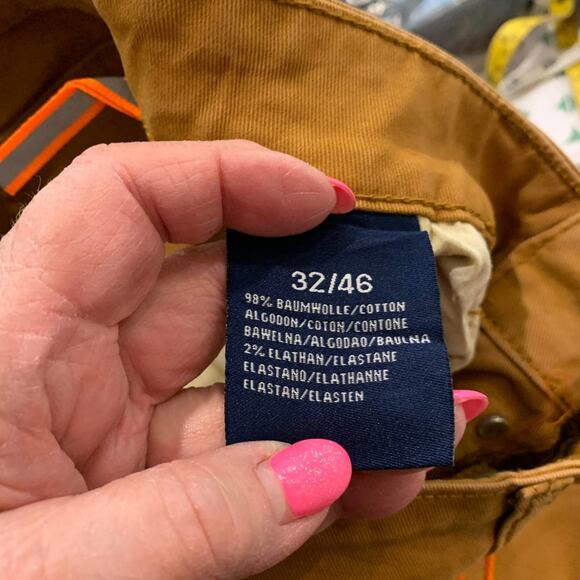 32/46
98% BAUMWOLLE/COTTON
ALGODON/COTON/CONTONE
BAWELNA/ALGODAO/BAULNA
2% ELATHAN/ELASTANE
ELASTANO/ELATHANNE
ELASTAN/ELASTEN